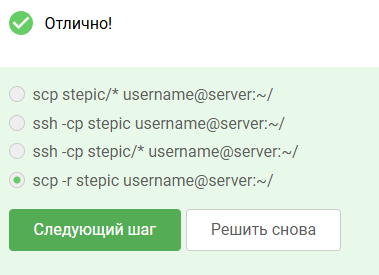 Отлично!
scp stepic/* username@server:~/
ssh -cp stepic username@server:~/
ssh -cp stepic/* username@server:~/
scp -r stepic username@server:~/
Следующий шаг Решить снова